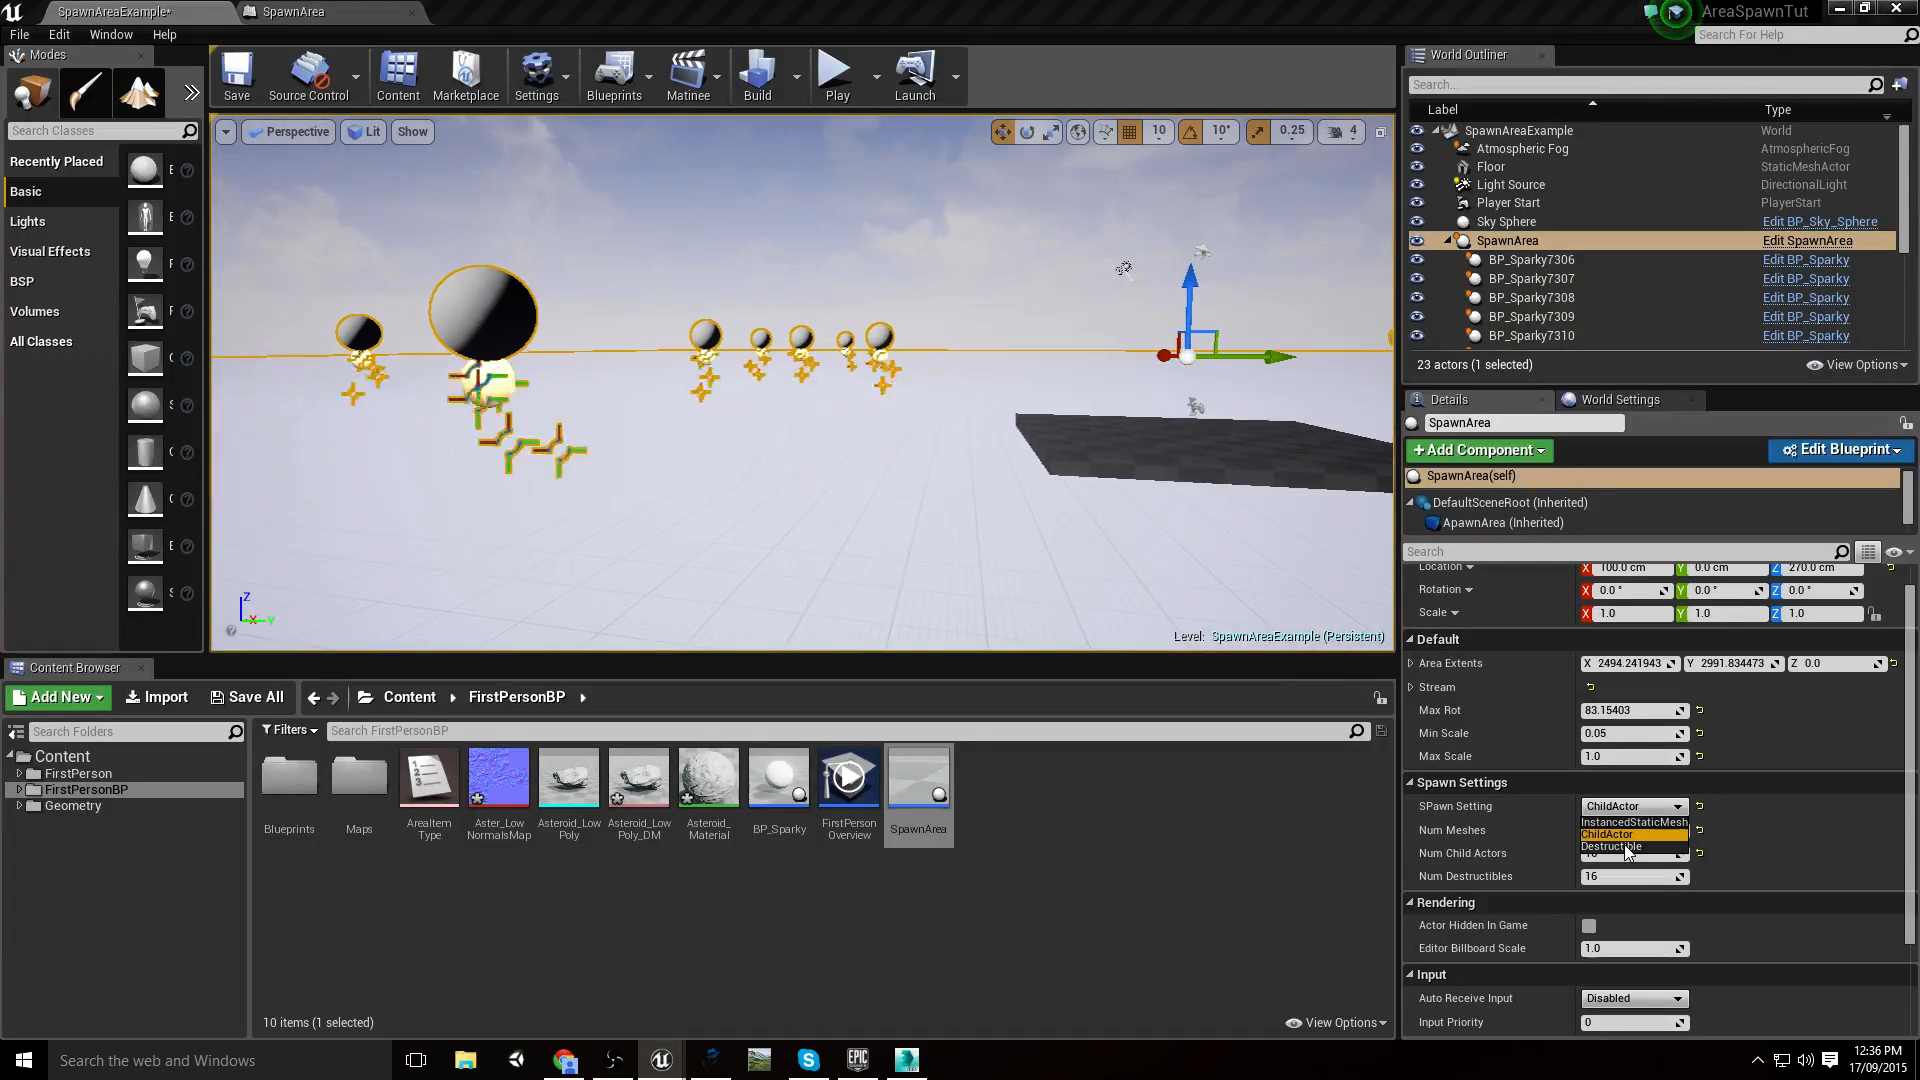 SpawnAreaExample*
SpawnArea
AreaSpawnTut
File Edit Window Help
Search For Help
Modes
Search Classes
Recently Placed
Basic
Lights
Visual Effects
BSP
Volumes
All Classes
Save
Source Control
Content
Marketplace
Settings
Blueprints
Matinee
Build
Play
Launch
Perspective
Lit
Show
10
10°
0.25
4
Level: SpawnAreaExample (Persistent)
World Outliner
Search...
Label Type
SpawnAreaExample World
Atmospheric Fog AtmosphericFog
Floor StaticMeshActor
Light Source DirectionalLight
Player Start PlayerStart
Sky Sphere Edit BP_Sky_Sphere
SpawnArea Edit SpawnArea
BP_Sparky7306 Edit BP_Sparky
BP_Sparky7307 Edit BP_Sparky
BP_Sparky7308 Edit BP_Sparky
BP_Sparky7309 Edit BP_Sparky
BP_Sparky7310 Edit BP_Sparky
23 actors (1 selected)
View Options
Details
World Settings
SpawnArea
+Add Component
Edit Blueprint
SpawnArea(self)
DefaultSceneRoot (Inherited)
ApawnArea (Inherited)
Search
Location X 100.0 cm Y 0.0 cm Z 270.0 cm
Rotation X 0.0 ° Y 0.0 ° Z 0.0 °
Scale X 1.0 Y 1.0 Z 1.0
Default
Area Extents X 2494.241943 Y 2991.834473 Z 0.0
Stream
Max Rot 83.15403
Min Scale 0.05
Max Scale 1.0
Spawn Settings
SPawn Setting ChildActor
InstancedStaticMesh
ChildActor
Destructible
Num Meshes
Num Child Actors
Num Destructibles 16
Rendering
Actor Hidden In Game
Editor Billboard Scale 1.0
Input
Auto Receive Input Disabled
Input Priority 0
Content Browser
Add New
Import
Save All
Content
FirstPersonBP
Search Folders
Filters
Search FirstPersonBP
Content
FirstPerson
FirstPersonBP
Geometry
Blueprints
Maps
AreaItem
Type
Aster_Low
NormalsMap
Asteroid_Low
Poly
Asteroid_Low
Poly_DM
Asteroid_
Material
BP_Sparky
FirstPerson
Overview
SpawnArea
10 items (1 selected)
View Options
Search the web and Windows
12:36 PM
17/09/2015